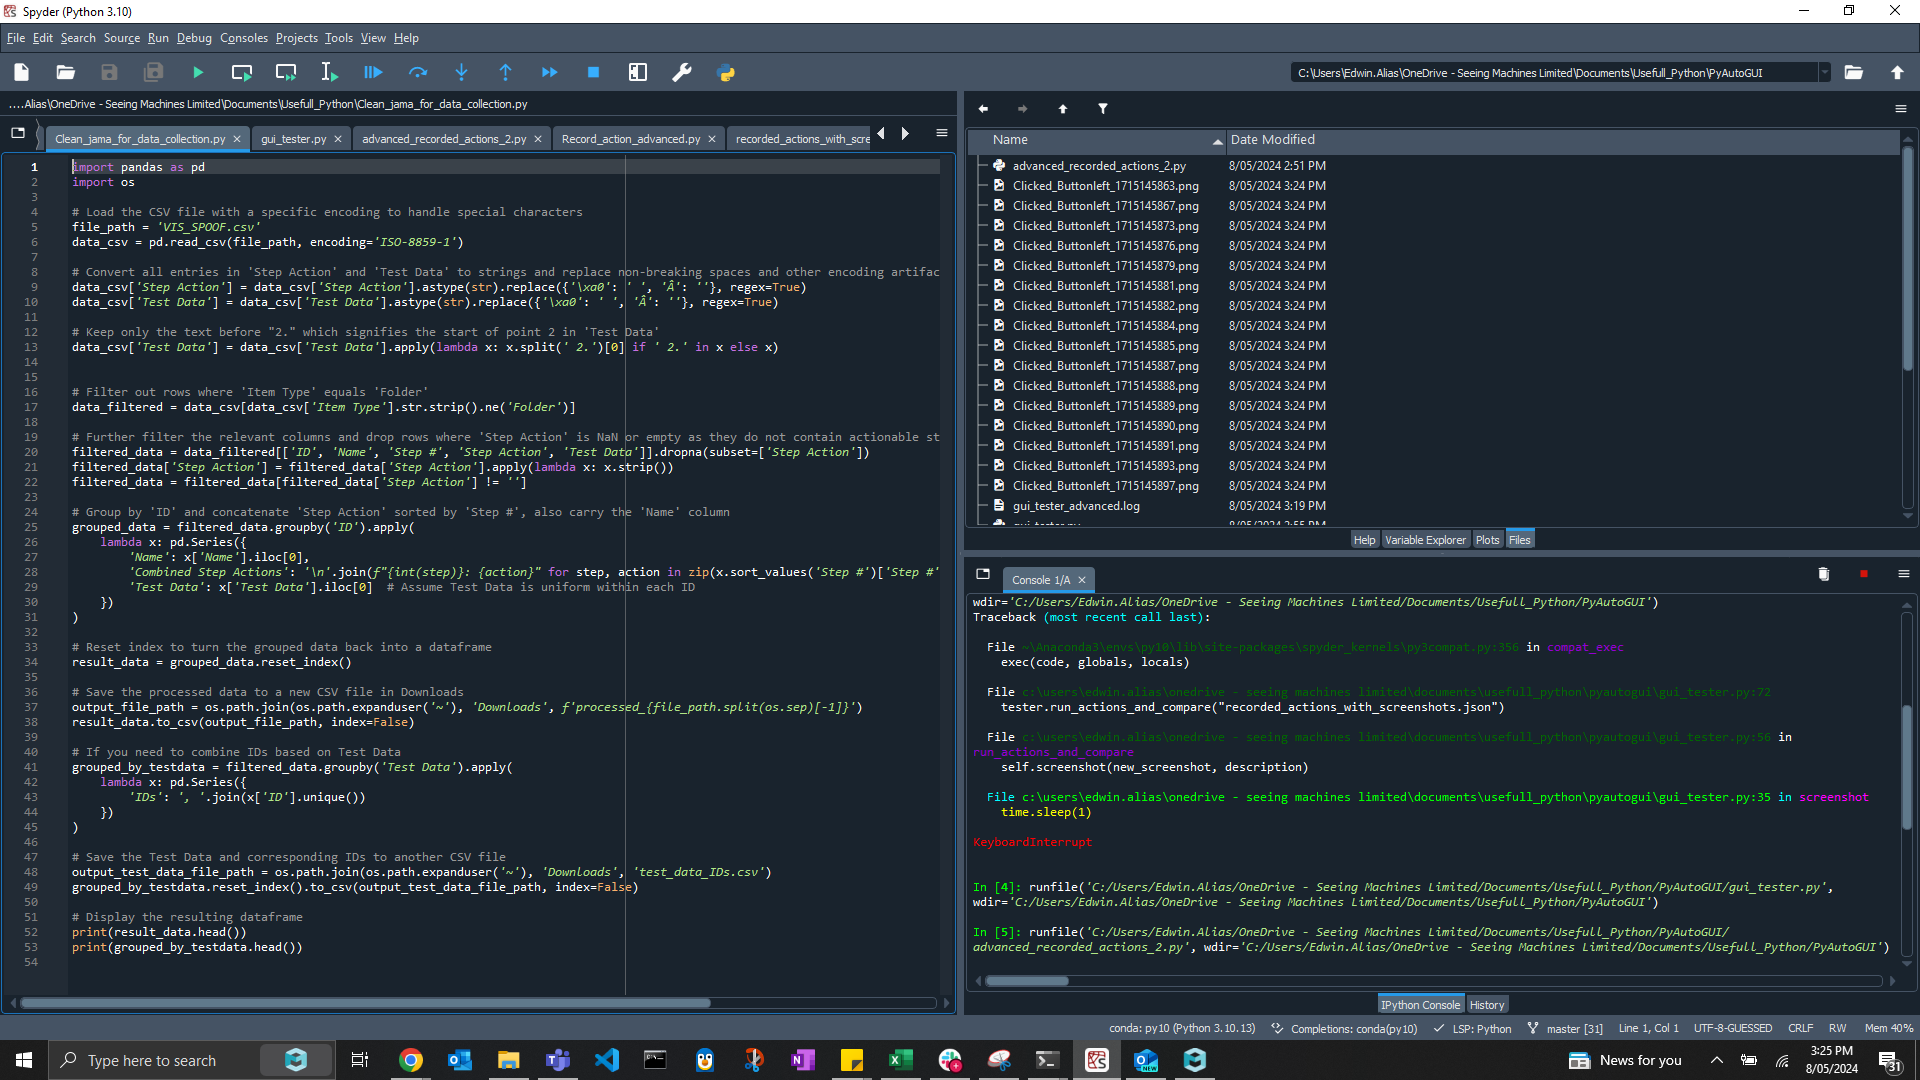 Spyder (Python 3.10)
File Edit Search Source Run Debug Consoles Projects Tools View Help
C:\Users\Edwin.Alias\OneDrive - Seeing Machines Limited\Documents\Usefull_Python\PyAutoGUI
....Alias\OneDrive - Seeing Machines Limited\Documents\Usefull_Python\Clean_jama_for_data_collection.py
Clean_jama_for_data_collection.py gui_tester.py advanced_recorded_actions_2.py Record_action_advanced.py recorded_actions_with_scre
1 import pandas as pd
2 import os
3
4 # Load the CSV file with a specific encoding to handle special characters
5 file_path = 'VIS_SPOOF.csv'
6 data_csv = pd.read_csv(file_path, encoding='ISO-8859-1')
7
8 # Convert all entries in 'Step Action' and 'Test Data' to strings and replace non-breaking spaces and other encoding artifac
9 data_csv['Step Action'] = data_csv['Step Action'].astype(str).replace({'\xa0': ' ', 'Â': ''}, regex=True)
10 data_csv['Test Data'] = data_csv['Test Data'].astype(str).replace({'\xa0': ' ', 'Â': ''}, regex=True)
11
12 # Keep only the text before "2." which signifies the start of point 2 in 'Test Data'
13 data_csv['Test Data'] = data_csv['Test Data'].apply(lambda x: x.split(' 2.')[0] if ' 2.' in x else x)
14
15
16 # Filter out rows where 'Item Type' equals 'Folder'
17 data_filtered = data_csv[data_csv['Item Type'].str.strip().ne('Folder')]
18
19 # Further filter the relevant columns and drop rows where 'Step Action' is NaN or empty as they do not contain actionable st
20 filtered_data = data_filtered[['ID', 'Name', 'Step #', 'Step Action', 'Test Data']].dropna(subset=['Step Action'])
21 filtered_data['Step Action'] = filtered_data['Step Action'].apply(lambda x: x.strip())
22 filtered_data = filtered_data[filtered_data['Step Action'] != '']
23
24 # Group by 'ID' and concatenate 'Step Action' sorted by 'Step #', also carry the 'Name' column
25 grouped_data = filtered_data.groupby('ID').apply(
26 lambda x: pd.Series({
27 'Name': x['Name'].iloc[0],
28 'Combined Step Actions': '\n'.join(f"{int(step)}: {action}" for step, action in zip(x.sort_values('Step #')['Step #'
29 'Test Data': x['Test Data'].iloc[0] # Assume Test Data is uniform within each ID
30 })
31 )
32
33 # Reset index to turn the grouped data back into a dataframe
34 result_data = grouped_data.reset_index()
35
36 # Save the processed data to a new CSV file in Downloads
37 output_file_path = os.path.join(os.path.expanduser('~'), 'Downloads', f'processed_{file_path.split(os.sep)[-1]}')
38 result_data.to_csv(output_file_path, index=False)
39
40 # If you need to combine IDs based on Test Data
41 grouped_by_testdata = filtered_data.groupby('Test Data').apply(
42 lambda x: pd.Series({
43 'IDs': ', '.join(x['ID'].unique())
44 })
45 )
46
47 # Save the Test Data and corresponding IDs to another CSV file
48 output_test_data_file_path = os.path.join(os.path.expanduser('~'), 'Downloads', 'test_data_IDs.csv')
49 grouped_by_testdata.reset_index().to_csv(output_test_data_file_path, index=False)
50
51 # Display the resulting dataframe
52 print(result_data.head())
53 print(grouped_by_testdata.head())
54
Name Date Modified
advanced_recorded_actions_2.py 8/05/2024 2:51 PM
Clicked_Buttonleft_1715145863.png 8/05/2024 3:24 PM
Clicked_Buttonleft_1715145867.png 8/05/2024 3:24 PM
Clicked_Buttonleft_1715145873.png 8/05/2024 3:24 PM
Clicked_Buttonleft_1715145876.png 8/05/2024 3:24 PM
Clicked_Buttonleft_1715145879.png 8/05/2024 3:24 PM
Clicked_Buttonleft_1715145881.png 8/05/2024 3:24 PM
Clicked_Buttonleft_1715145882.png 8/05/2024 3:24 PM
Clicked_Buttonleft_1715145884.png 8/05/2024 3:24 PM
Clicked_Buttonleft_1715145885.png 8/05/2024 3:24 PM
Clicked_Buttonleft_1715145887.png 8/05/2024 3:24 PM
Clicked_Buttonleft_1715145888.png 8/05/2024 3:24 PM
Clicked_Buttonleft_1715145889.png 8/05/2024 3:24 PM
Clicked_Buttonleft_1715145890.png 8/05/2024 3:24 PM
Clicked_Buttonleft_1715145891.png 8/05/2024 3:24 PM
Clicked_Buttonleft_1715145893.png 8/05/2024 3:24 PM
Clicked_Buttonleft_1715145897.png 8/05/2024 3:24 PM
gui_tester_advanced.log 8/05/2024 3:19 PM
Help Variable Explorer Plots Files
Console 1/A
wdir='C:/Users/Edwin.Alias/OneDrive - Seeing Machines Limited/Documents/Usefull_Python/PyAutoGUI')
Traceback (most recent call last):
File ~\Anaconda3\envs\py10\lib\site-packages\spyder_kernels\py3compat.py:356 in compat_exec
exec(code, globals, locals)
File c:\users\edwin.alias\onedrive - seeing machines limited\documents\usefull_python\pyautogui\gui_tester.py:72
tester.run_actions_and_compare("recorded_actions_with_screenshots.json")
File c:\users\edwin.alias\onedrive - seeing machines limited\documents\usefull_python\pyautogui\gui_tester.py:56 in
run_actions_and_compare
self.screenshot(new_screenshot, description)
File c:\users\edwin.alias\onedrive - seeing machines limited\documents\usefull_python\pyautogui\gui_tester.py:35 in screenshot
time.sleep(1)
KeyboardInterrupt
In [4]: runfile('C:/Users/Edwin.Alias/OneDrive - Seeing Machines Limited/Documents/Usefull_Python/PyAutoGUI/gui_tester.py',
wdir='C:/Users/Edwin.Alias/OneDrive - Seeing Machines Limited/Documents/Usefull_Python/PyAutoGUI')
In [5]: runfile('C:/Users/Edwin.Alias/OneDrive - Seeing Machines Limited/Documents/Usefull_Python/PyAutoGUI/
advanced_recorded_actions_2.py', wdir='C:/Users/Edwin.Alias/OneDrive - Seeing Machines Limited/Documents/Usefull_Python/PyAutoGUI')
IPython Console History
conda: py10 (Python 3.10.13) Completions: conda(py10) LSP: Python master [31] Line 1, Col 1 UTF-8-GUESSED CRLF RW Mem 40%
Type here to search
News for you
3:25 PM
8/05/2024
31